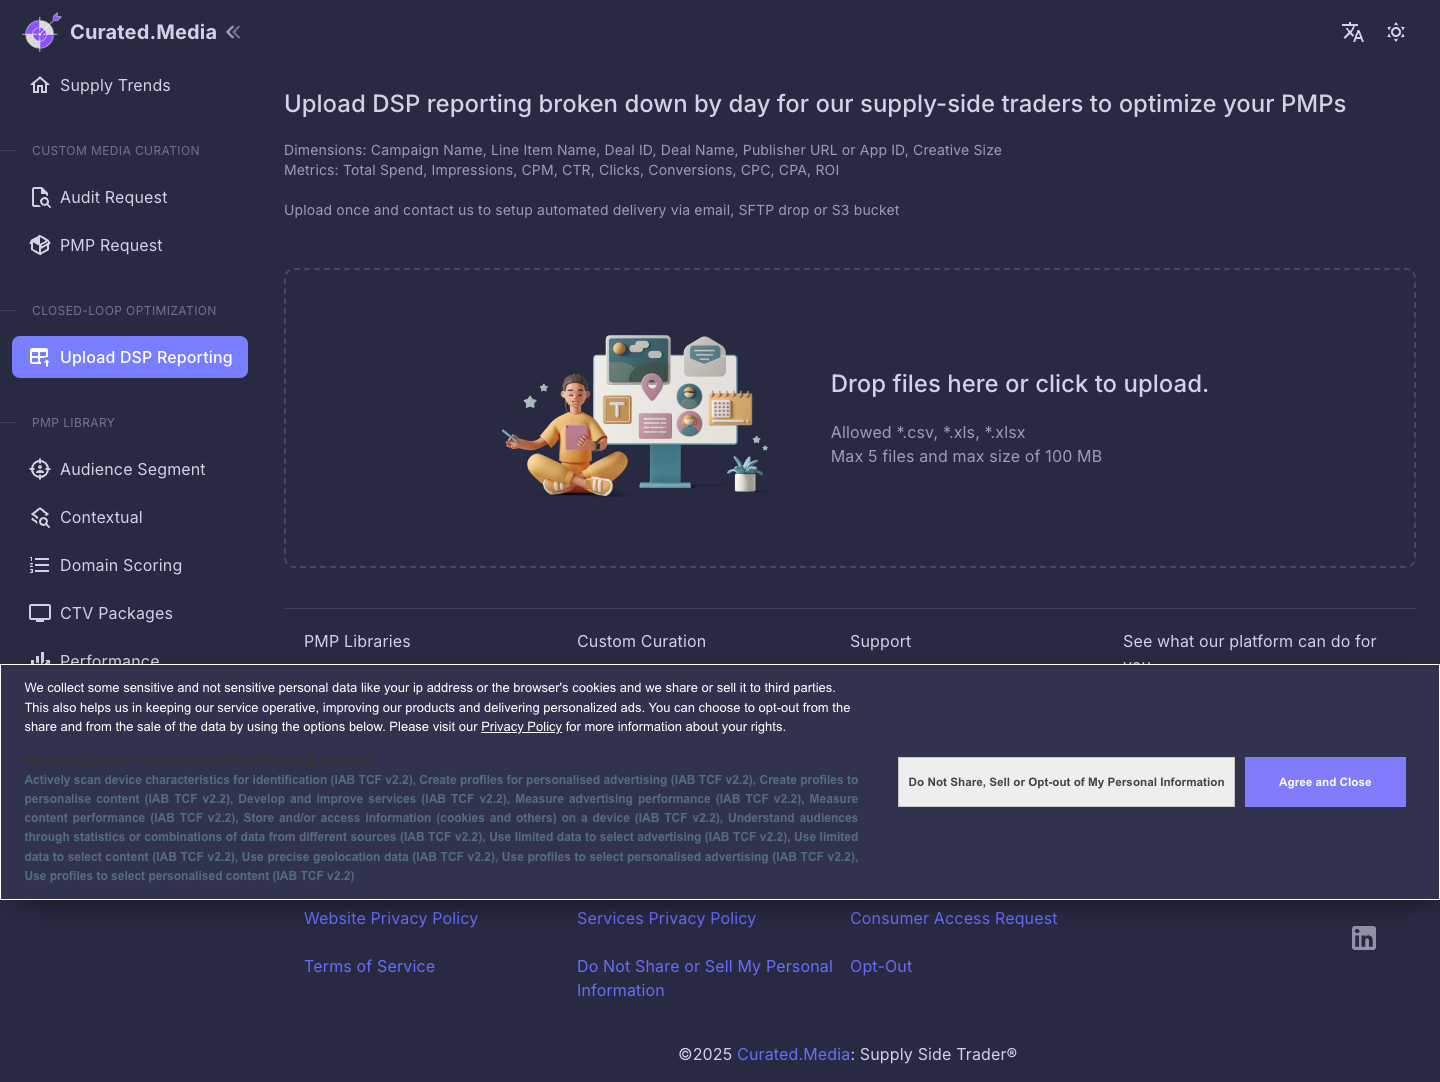 Curated.Media
Supply Trends
CUSTOM MEDIA CURATION
Audit Request
PMP Request
CLOSED-LOOP OPTIMIZATION
Upload DSP Reporting
PMP LIBRARY
Audience Segment
Contextual
Domain Scoring
CTV Packages
Performance
Upload DSP reporting broken down by day for our supply-side traders to optimize your PMPs
Dimensions: Campaign Name, Line Item Name, Deal ID, Deal Name, Publisher URL or App ID, Creative Size
Metrics: Total Spend, Impressions, CPM, CTR, Clicks, Conversions, CPC, CPA, ROI
Upload once and contact us to setup automated delivery via email, SFTP drop or S3 bucket
T
Drop files here or click to upload.
Allowed *.csv, *.xls, *.xlsx
Max 5 files and max size of 100 MB
PMP Libraries
Custom Curation
Support
See what our platform can do for
We collect some sensitive and not sensitive personal data like your ip address or the browser's cookies and we share or sell it to third parties.
This also helps us in keeping our service operative, improving our products and delivering personalized ads. You can choose to opt-out from the
share and from the sale of the data by using the options below. Please visit our Privacy Policy for more information about your rights.
Actively scan device characteristics for identification (IAB TCF v2.2), Create profiles for personalised advertising (IAB TCF v2.2), Create profiles to
personalise content (IAB TCF v2.2), Develop and improve services (IAB TCF v2.2), Measure advertising performance (IAB TCF v2.2), Measure
content performance (IAB TCF v2.2), Store and/or access information (cookies and others) on a device (IAB TCF v2.2), Understand audiences
through statistics or combinations of data from different sources (IAB TCF v2.2), Use limited data to select advertising (IAB TCF v2.2), Use limited
data to select content (IAB TCF v2.2), Use precise geolocation data (IAB TCF v2.2), Use profiles to select personalised advertising (IAB TCF v2.2),
Use profiles to select personalised content (IAB TCF v2.2)
Do Not Share, Sell or Opt-out of My Personal Information
Agree and Close
Website Privacy Policy
Services Privacy Policy
Consumer Access Request
Terms of Service
Do Not Share or Sell My Personal
Information
Opt-Out
©2025 Curated.Media: Supply Side Trader®